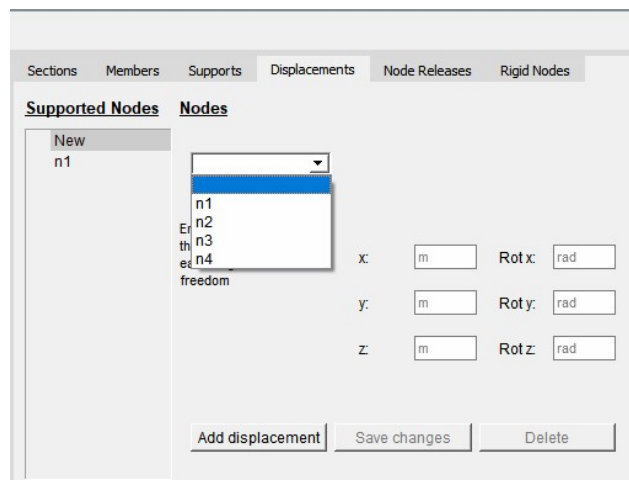 Sections Members Supports Displacements Node Releases Rigid Nodes
Supported Nodes Nodes
New
n1
n1
n2
n3
n4
freedom
x: m Rot x: rad
y: m Rot y: rad
z: m Rot z: rad
Add displacement Save changes Delete